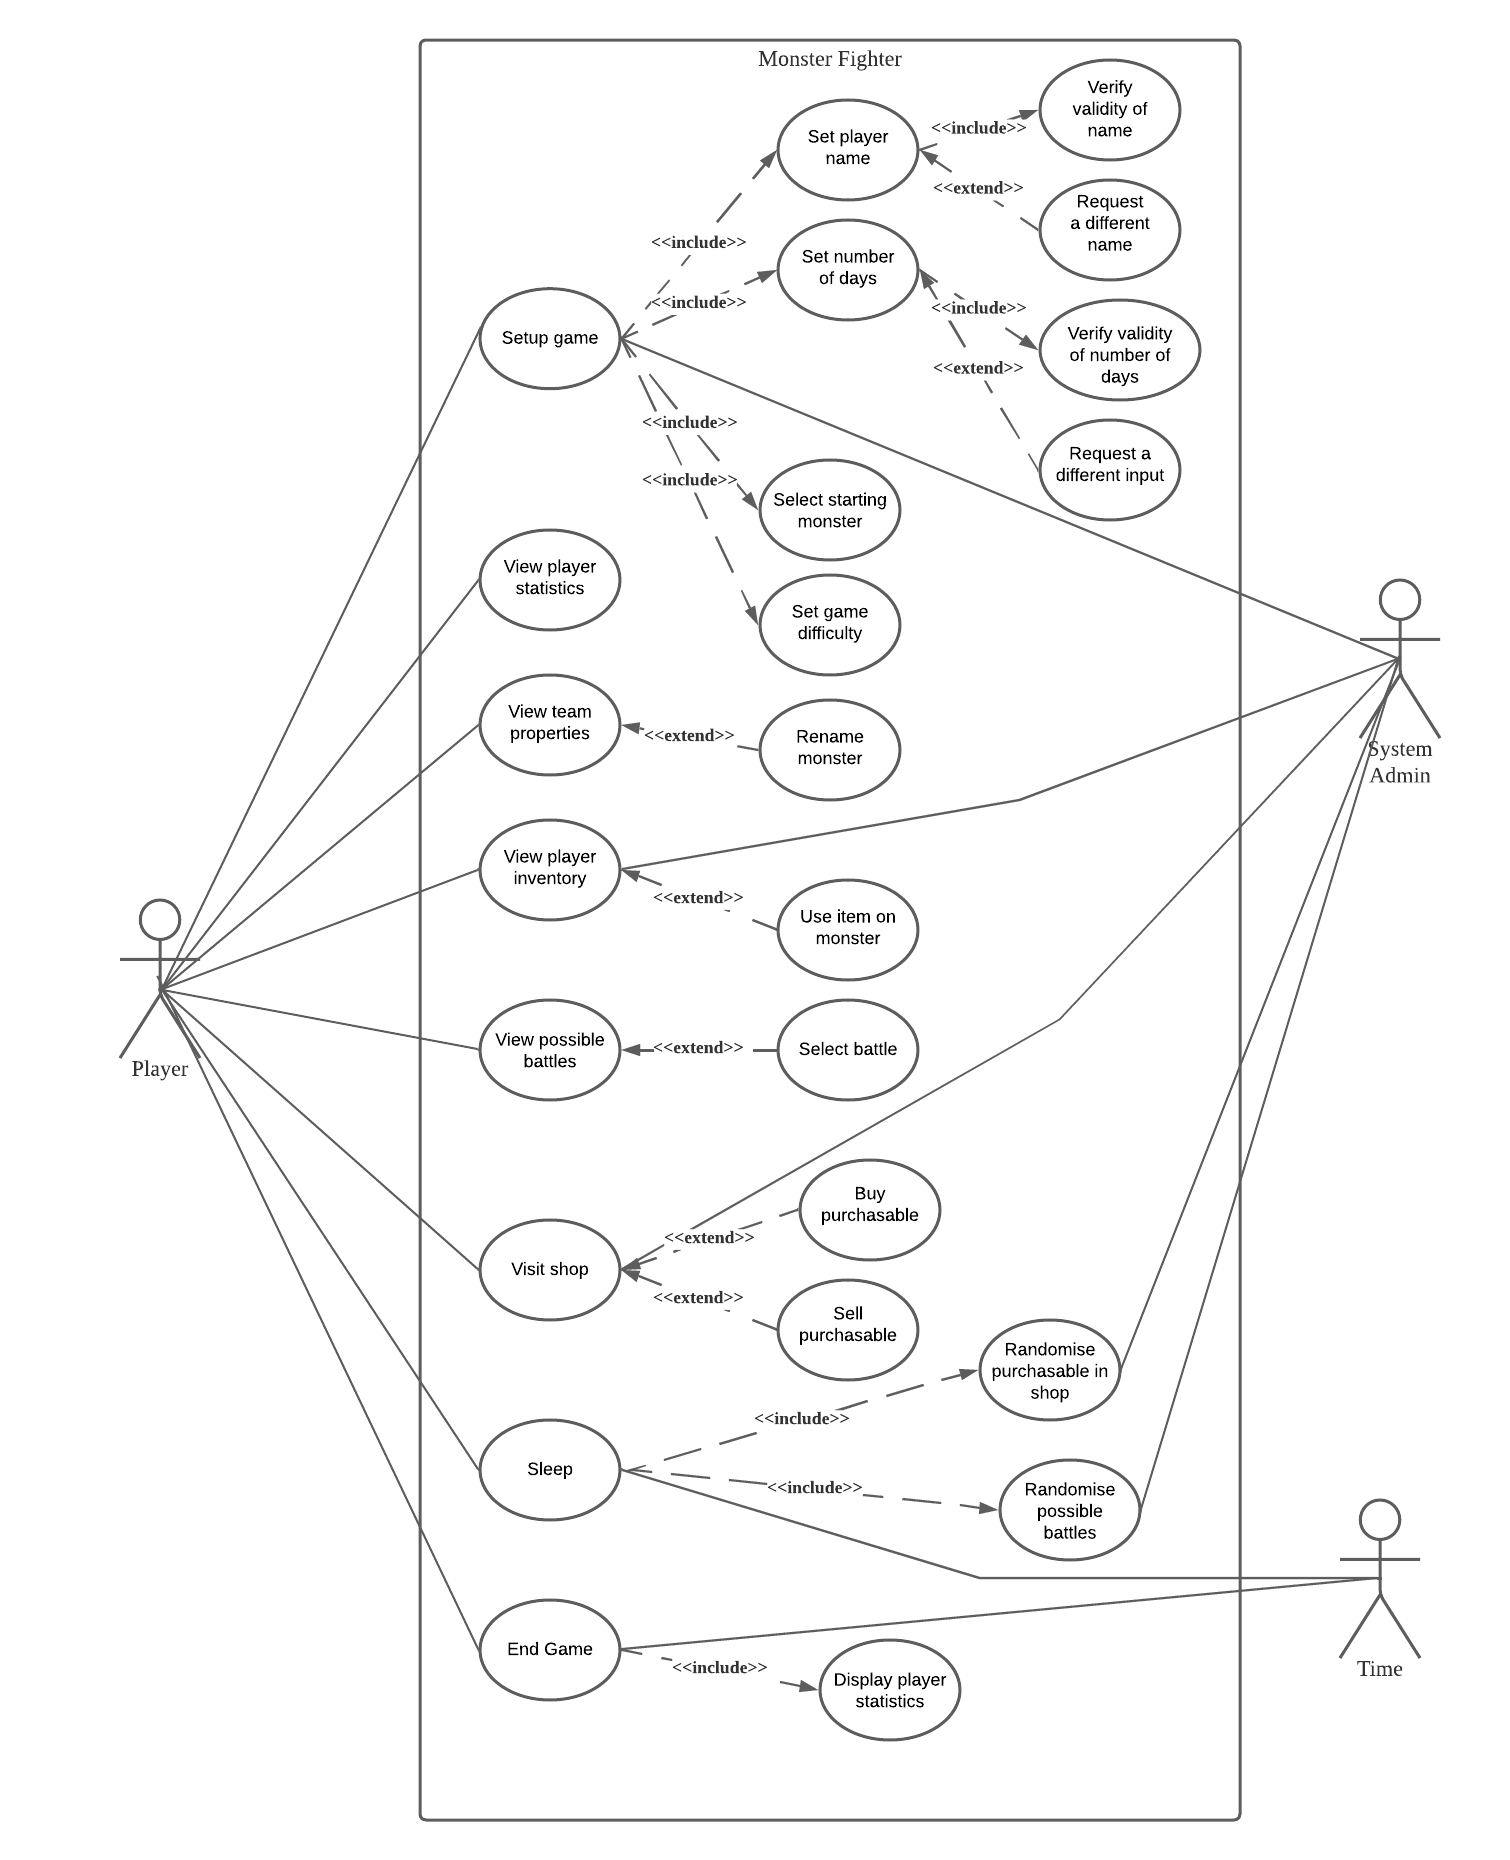 Monster Fighter
Verify
validity of
name
Set player
name
<<include>>
<<extend>>
Request
a different
name
<<include>>
Set number
of days
<<include>>
<<include>>
Setup game
Verify validity
of number of
days
<<extend>>
<<include>>
Request a
different input
<<include>>
Select starting
monster
View player
statistics
Set game
difficulty
View team
properties
<<extend>>
Rename
monster
System
Admin
View player
inventory
<<extend>>
Use item on
monster
View possible
battles
<<extend>>
Select battle
Player
Buy
purchasable
<<extend>>
Visit shop
<<extend>>
Sell
purchasable
Randomise
purchasable in
shop
<<include>>
Sleep
<<include>>
Randomise
possible
battles
End Game
<<include>>
Display player
statistics
Time